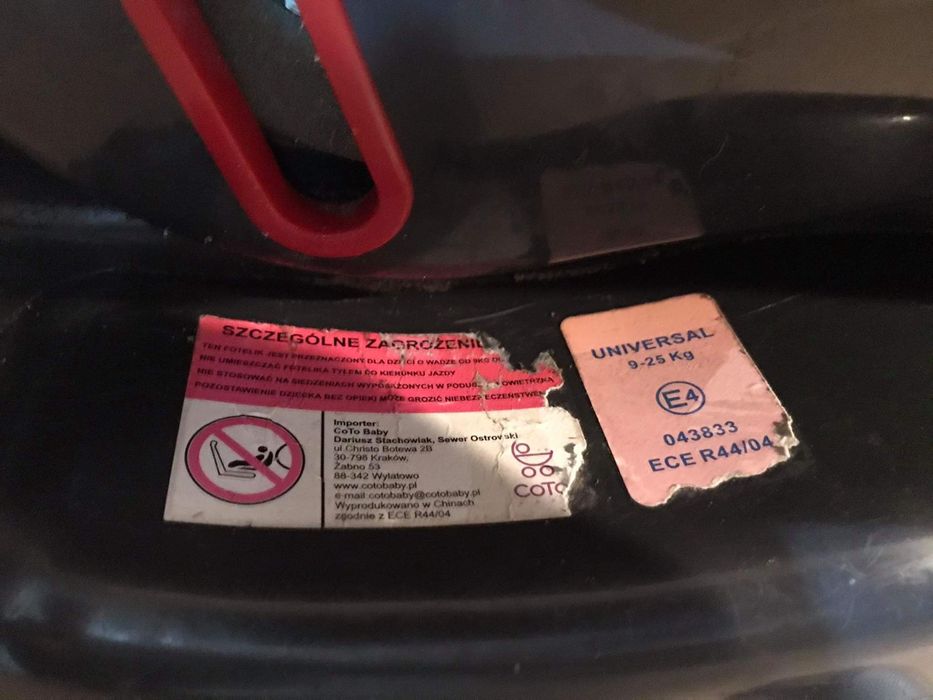 SZCZEGÓLNE ZAGROŻENI
TEN FOTELIK JEST PRZEZNACZONY DLA DZIECI O WADZE OD 9KG
NIE UMIESZCZAĆ FOTELIKA TYŁEM DO KIERUNKU JAZDY
NIE STOSOWAĆ NA SIEDZENIACH WYPOSAŻONYCH W PODUS POWIETRZNĄ
POZOSTAWIENIE DZIECKA BEZ OPIEKI MOŻE GROZIĆ NIEBEZPIECZEŃSTWEM
Importer:
CoTo Baby
Dariusz Stachowiak, Sewer Ostrowski
ul.Christo Botewa 2B
30-798 Kraków,
Żabno 53
88-342 Wylatowo
www.cotobaby.pl
e-mail:cotobaby@cotobaby.pl
Wyprodukowano w Chinach
zgodnie z ECE R44/04
COTO
UNIVERSAL
9-25 Kg
E4
043833
ECE R44/04